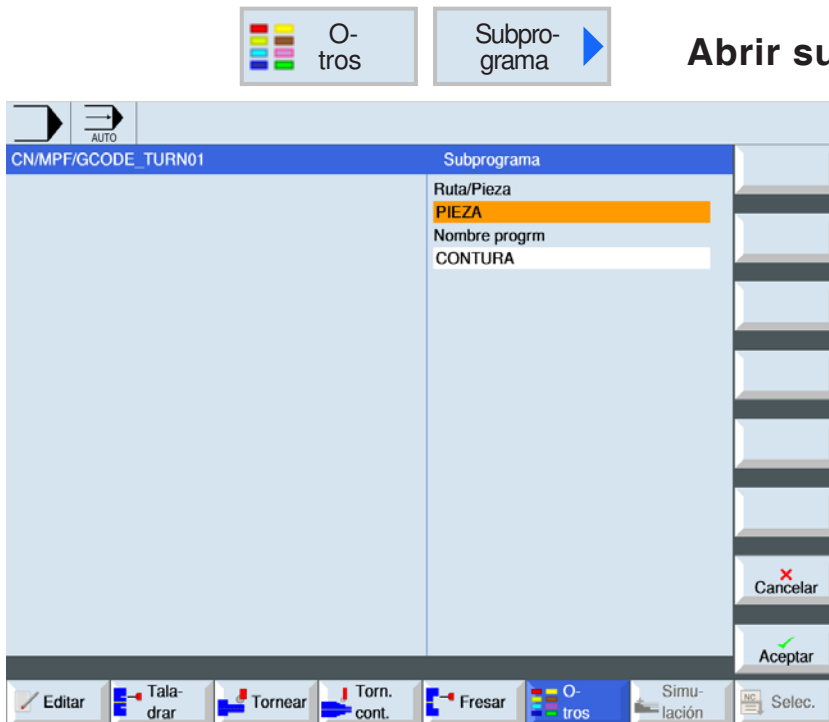 O-
tros
Subpro-
grama
Abrir su
AUTO
CN/MPF/GCODE_TURN01
Subprograma
Ruta/Pieza
PIEZA
Nombre progrm
CONTURA
Cancelar
Aceptar
Editar
Tala-
drar
Tornear
Torn.
cont.
Fresar
O-
tros
Simu-
lación
NC
Selec.